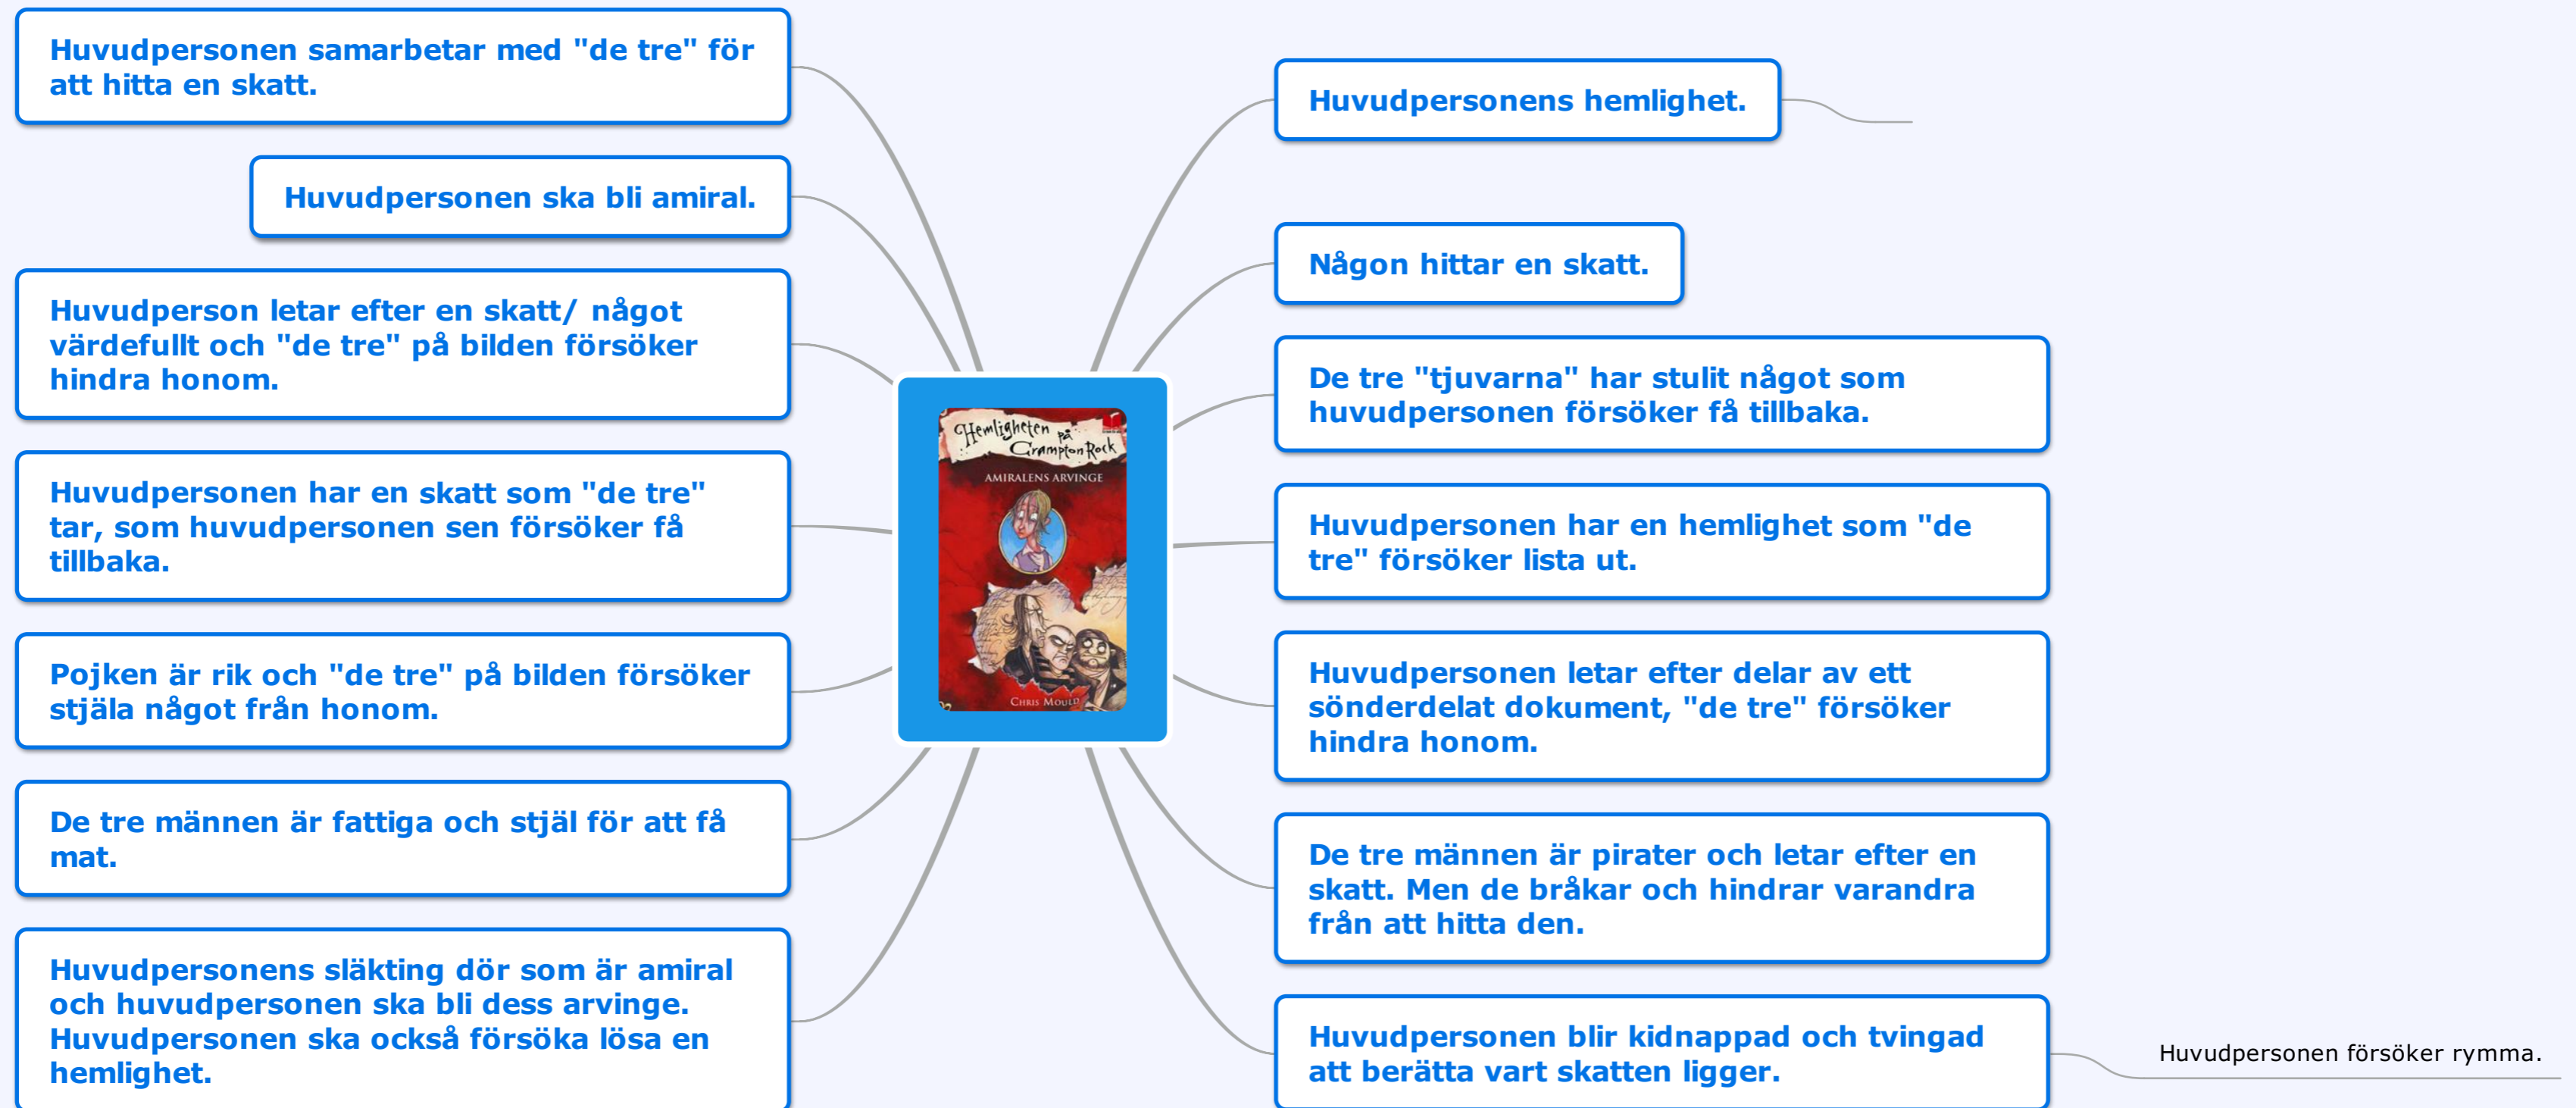 Huvudpersonen samarbetar med "de tre" för
att hitta en skatt.
Huvudpersonen ska bli amiral.
Huvudperson letar efter en skatt/ något
värdefullt och "de tre" på bilden försöker
hindra honom.
Huvudpersonen har en skatt som "de tre"
tar, som huvudpersonen sen försöker få
tillbaka.
Pojken är rik och "de tre" på bilden försöker
stjäla något från honom.
De tre männen är fattiga och stjäl för att få
mat.
Huvudpersonens släkting dör som är amiral
och huvudpersonen ska bli dess arvinge.
Huvudpersonen ska också försöka lösa en
hemlighet.
Hemligheten på
Grampton Rock
AMIRALENS ARVINGE
CHRIS MOULD
Huvudpersonens hemlighet.
Någon hittar en skatt.
De tre "tjuvarna" har stulit något som
huvudpersonen försöker få tillbaka.
Huvudpersonen har en hemlighet som "de
tre" försöker lista ut.
Huvudpersonen letar efter delar av ett
sönderdelat dokument, "de tre" försöker
hindra honom.
De tre männen är pirater och letar efter en
skatt. Men de bråkar och hindrar varandra
från att hitta den.
Huvudpersonen blir kidnappad och tvingad
att berätta vart skatten ligger.
Huvudpersonen försöker rymma.